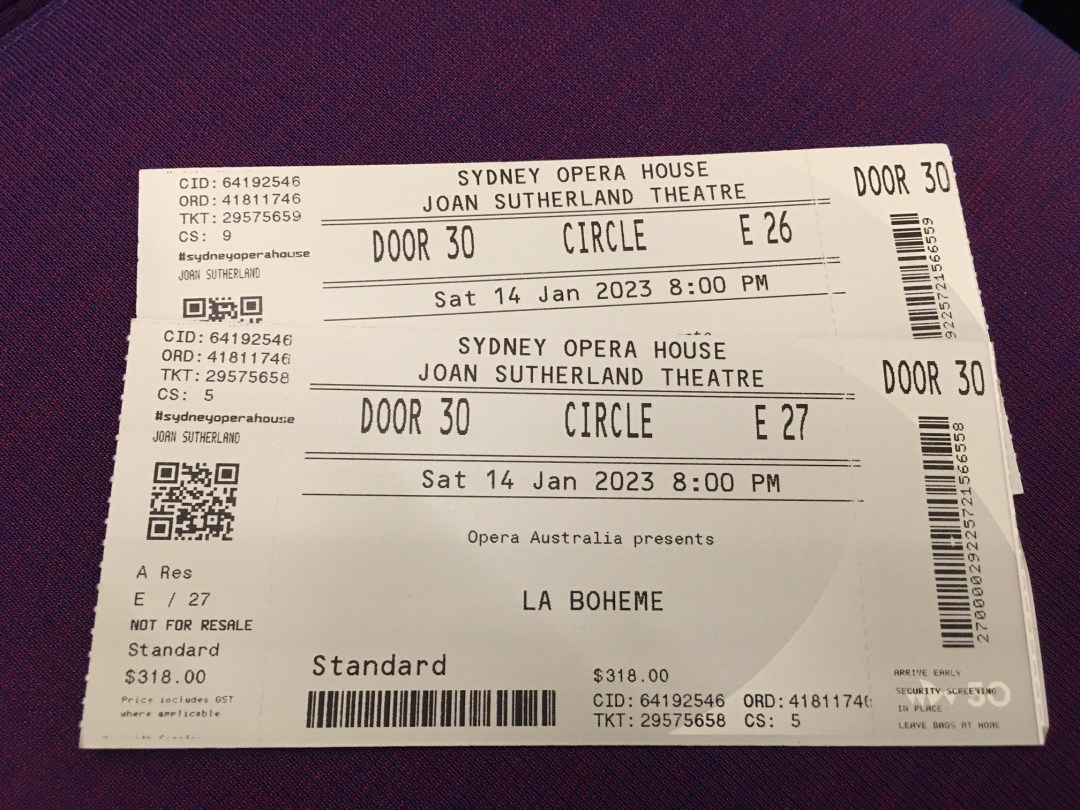 CID: 64192546
ORD: 41811746
TKT: 29575659
CS: 9
#sydneyoperahouse
JOAN SUTHERLAND
SYDNEY OPERA HOUSE
JOAN SUTHERLAND THEATRE
DOOR 30 CIRCLE E 26
Sat 14 Jan 2023 8:00 PM
DOOR 30
9225721566559
CID: 64192546
ORD: 41811746
TKT: 29575658
CS: 5
#sydneyoperahouse
JOAN SUTHERLAND
A Res
E / 27
NOT FOR RESALE
Standard
$318.00
Price includes GST
where applicable
SYDNEY OPERA HOUSE
JOAN SUTHERLAND THEATRE
DOOR 30 CIRCLE E 27
Sat 14 Jan 2023 8:00 PM
Opera Australia presents
LA BOHEME
Standard
$318.00
CID: 64192546 ORD: 41811746
TKT: 29575658 CS: 5
DOOR 30
270000029225721566558
ARRIVE EARLY
SECURITY SCREENING
IN PLACE
LEAVE BAGS AT HOME
50